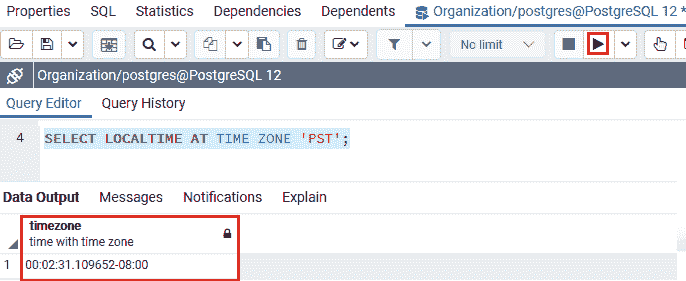 Properties SQL Statistics Dependencies Dependents Organization/postgres@PostgreSQL 12 *
No limit
Organization/postgres@PostgreSQL 12
Query Editor Query History
4 SELECT LOCALTIME AT TIME ZONE 'PST';
Data Output Messages Notifications Explain
timezone
time with time zone
1 00:02:31.109652-08:00